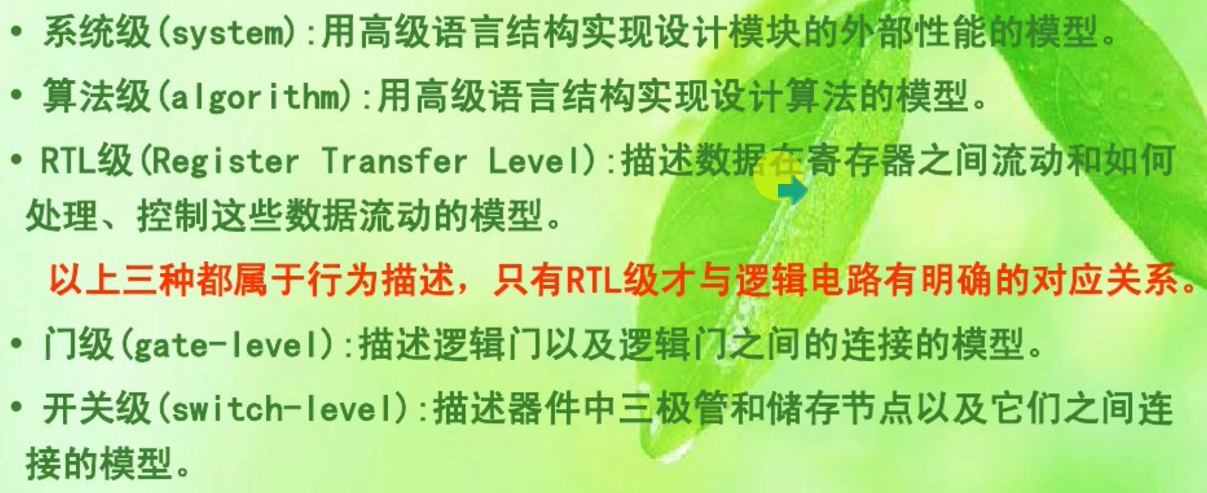 • 系统级(system):用高级语言结构实现设计模块的外部性能的模型。
• 算法级(algorithm):用高级语言结构实现设计算法的模型。
• RTL级(Register Transfer Level):描述数据在寄存器之间流动和如何
处理、控制这些数据流动的模型。
以上三种都属于行为描述，只有RTL级才与逻辑电路有明确的对应关系。
• 门级(gate-level):描述逻辑门以及逻辑门之间的连接的模型。
• 开关级(switch-level):描述器件中三极管和储存节点以及它们之间连
接的模型。